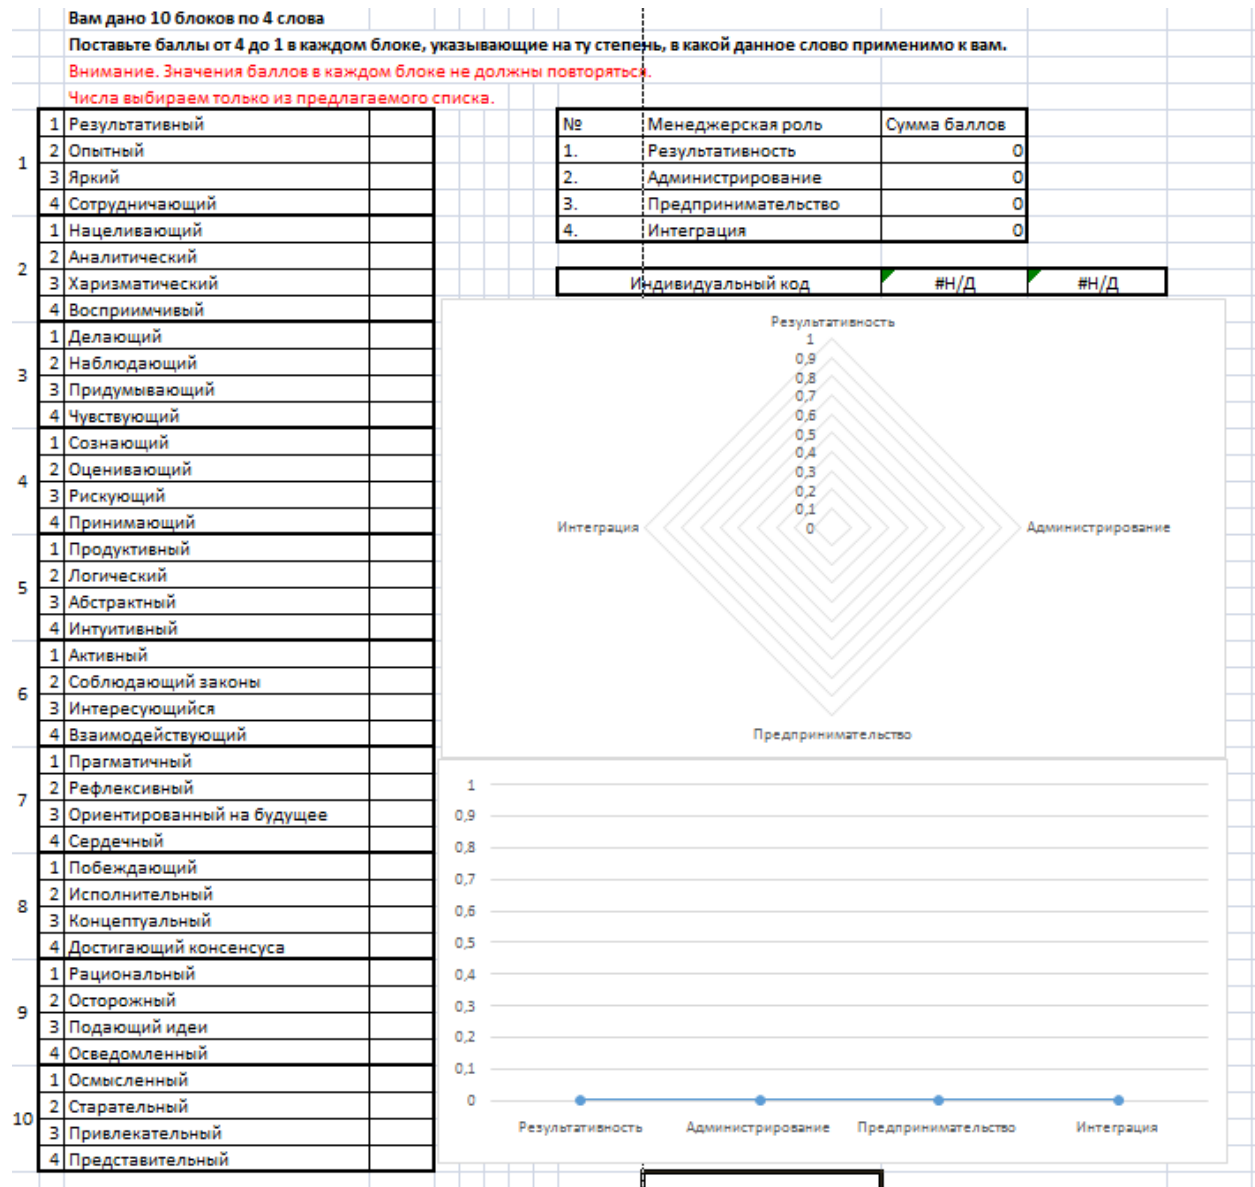 Вам дано 10 блоков по 4 слова
Поставьте баллы от 4 до 1 в каждом блоке, указывающие на ту степень, в какой данное слово применимо к вам.
Внимание. Значения баллов в каждом блоке не должны повторяться.
Числа выбираем только из предлагаемого списка.
1
1 Результативный
2 Опытный
3 Яркий
4 Сотрудничающий
2
1 Нацеливающий
2 Аналитический
3 Харизматический
4 Восприимчивый
3
1 Делающий
2 Наблюдающий
3 Придумывающий
4 Чувствующий
4
1 Сознающий
2 Оценивающий
3 Рискующий
4 Принимающий
5
1 Продуктивный
2 Логический
3 Абстрактный
4 Интуитивный
6
1 Активный
2 Соблюдающий законы
3 Интересующийся
4 Взаимодействующий
7
1 Прагматичный
2 Рефлексивный
3 Ориентированный на будущее
4 Сердечный
8
1 Побеждающий
2 Исполнительный
3 Концептуальный
4 Достигающий консенсуса
9
1 Рациональный
2 Осторожный
3 Подающий идеи
4 Осведомленный
10
1 Осмысленный
2 Старательный
3 Привлекательный
4 Представительный
№ Менеджерская роль Сумма баллов
1. Результативность 0
2. Администрирование 0
3. Предпринимательство 0
4. Интеграция 0
Индивидуальный код #Н/Д #Н/Д
Результативность
1
0,9
0,8
0,7
0,6
0,5
0,4
0,3
0,2
0,1
0
Интеграция
Администрирование
Предпринимательство
1
0,9
0,8
0,7
0,6
0,5
0,4
0,3
0,2
0,1
0
Результативность Администрирование Предпринимательство Интеграция